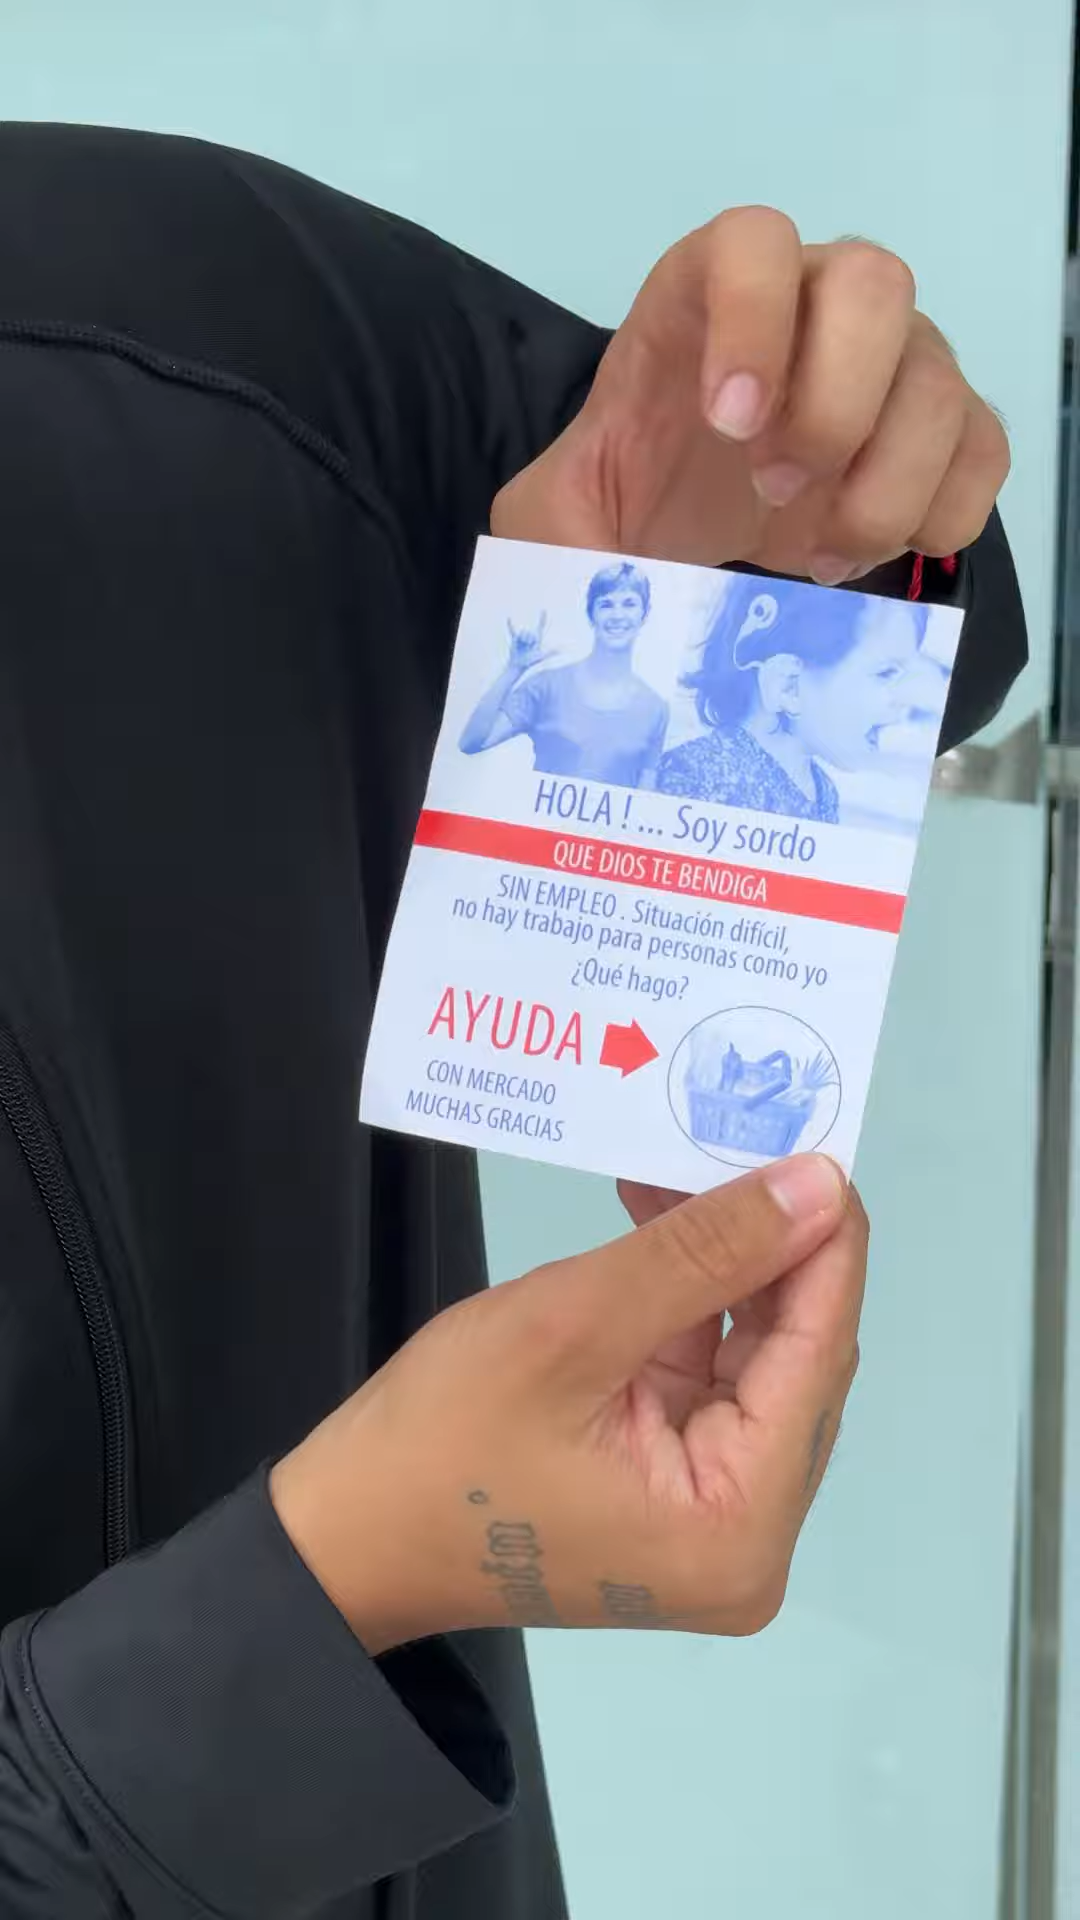 HOLA ! ... Soy sordo
QUE DIOS TE BENDIGA
SIN EMPLEO . Situación difícil,
no hay trabajo para personas como yo
¿Qué hago?
AYUDA
CON MERCADO
MUCHAS GRACIAS